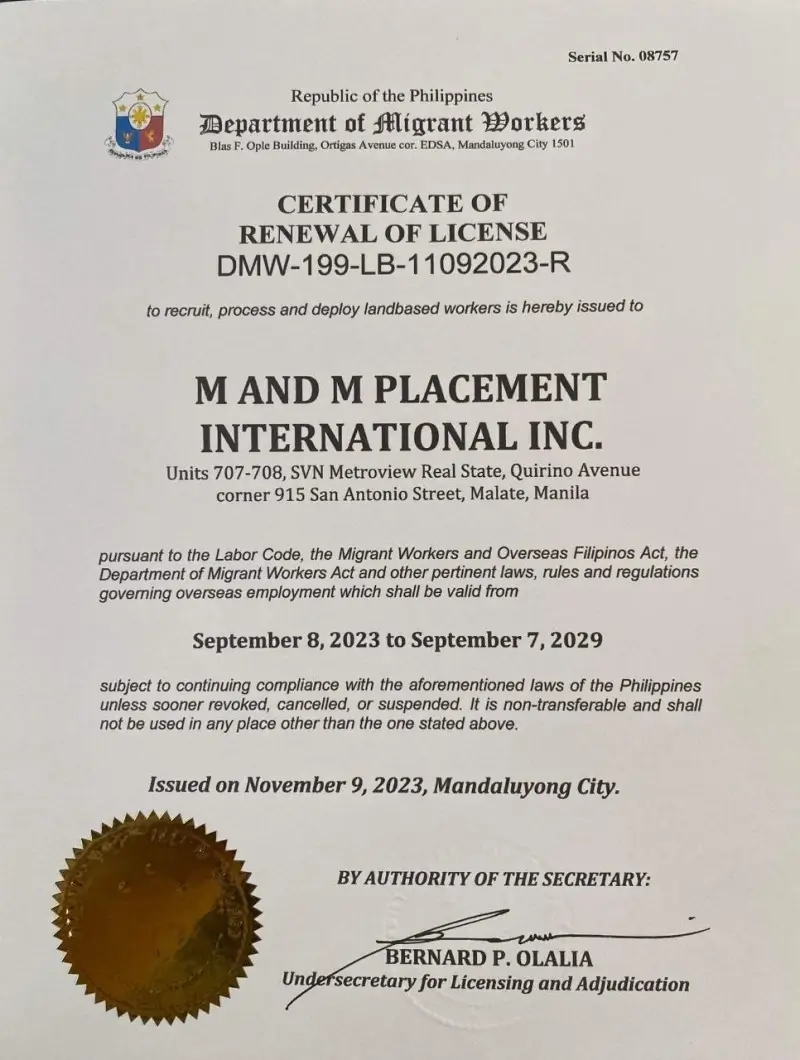 Serial No. 08757
Republic of the Philippines
Department of Migrant Workers
Blas F. Ople Building, Ortigas Avenue cor. EDSA, Mandaluyong City 1501
CERTIFICATE OF
RENEWAL OF LICENSE
DMW-199-LB-11092023-R
to recruit, process and deploy landbased workers is hereby issued to
M AND M PLACEMENT
INTERNATIONAL INC.
Units 707-708, SVN Metroview Real State, Quirino Avenue
corner 915 San Antonio Street, Malate, Manila
pursuant to the Labor Code, the Migrant Workers and Overseas Filipinos Act, the
Department of Migrant Workers Act and other pertinent laws, rules and regulations
governing overseas employment which shall be valid from
September 8, 2023 to September 7, 2029
subject to continuing compliance with the aforementioned laws of the Philippines
unless sooner revoked, cancelled, or suspended. It is non-transferable and shall
not be used in any place other than the one stated above.
Issued on November 9, 2023, Mandaluyong City.
BY AUTHORITY OF THE SECRETARY:
BERNARD P. OLALIA
Undersecretary for Licensing and Adjudication